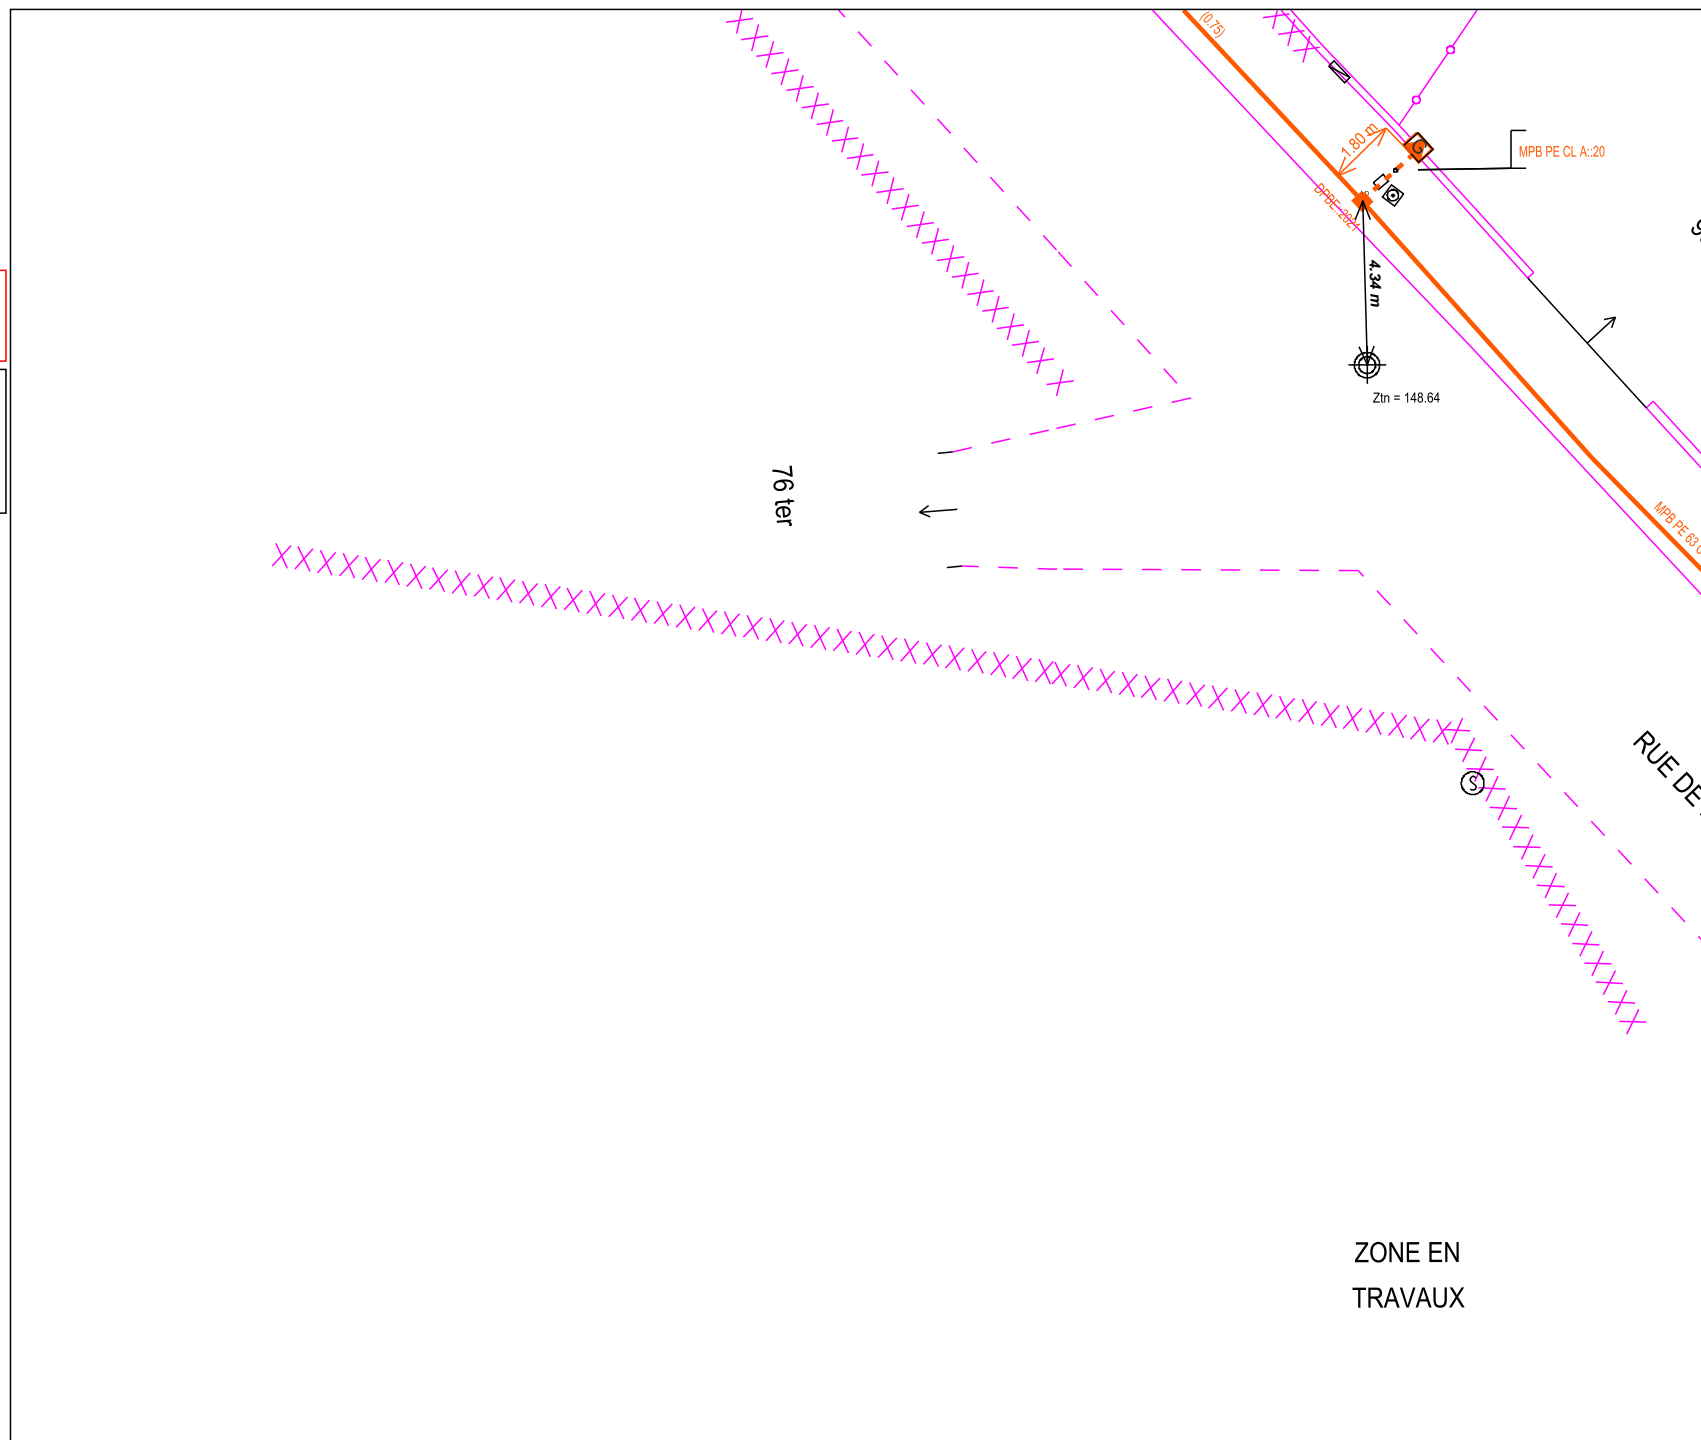 (0.75)
1.80 m
G
MPB PE CL A::20
DPBE::2021
4.34 m
Ztn = 148.64
76 ter
MPB PE 63
RUE DE
S
ZONE EN
TRAVAUX